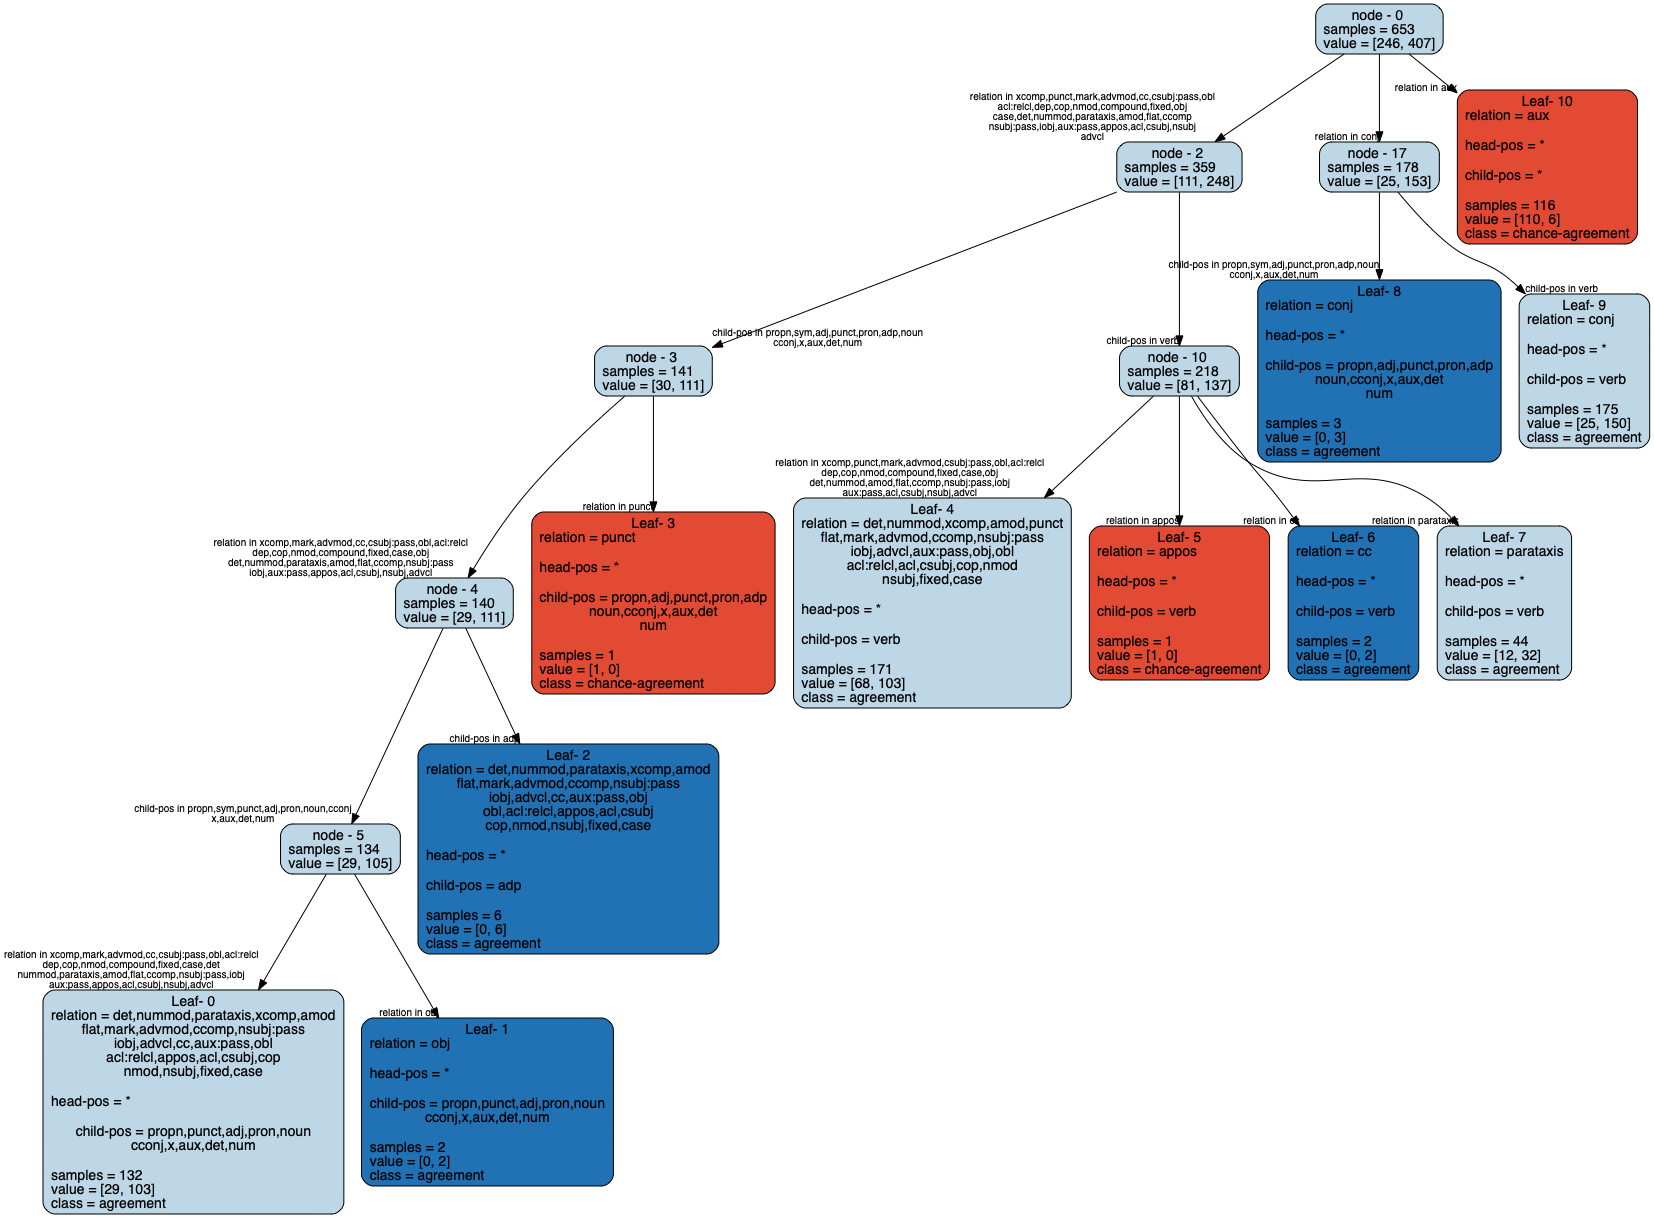 node - 0
samples = 653
value = [246, 407]
relation in xcomp,punct,mark,advmod,cc,csubj:pass,obl
acl:relcl,dep,cop,nmod,compound,fixed,obj
case,det,nummod,parataxis,amod,flat,ccomp
nsubj:pass,iobj,aux:pass,appos,acl,csubj,nsubj
advcl
relation in conj
relation in aux
Leaf- 10
relation = aux
head-pos = *
child-pos = *
samples = 116
value = [110, 6]
class = chance-agreement
node - 2
samples = 359
value = [111, 248]
node - 17
samples = 178
value = [25, 153]
child-pos in propn,sym,adj,punct,pron,adp,noun
cconj,x,aux,det,num
child-pos in verb
child-pos in propn,sym,adj,punct,pron,adp,noun
cconj,x,aux,det,num
child-pos in verb
Leaf- 8
relation = conj
head-pos = *
child-pos = propn,adj,punct,pron,adp
noun,cconj,x,aux,det
num
samples = 3
value = [0, 3]
class = agreement
Leaf- 9
relation = conj
head-pos = *
child-pos = verb
samples = 175
value = [25, 150]
class = agreement
node - 3
samples = 141
value = [30, 111]
node - 10
samples = 218
value = [81, 137]
relation in xcomp,mark,advmod,cc,csubj:pass,obl,acl:relcl
dep,cop,nmod,compound,fixed,case,obj
det,nummod,parataxis,amod,flat,ccomp,nsubj:pass
iobj,aux:pass,appos,acl,csubj,nsubj,advcl
relation in punct
relation in xcomp,punct,mark,advmod,csubj:pass,obl,acl:relcl
dep,cop,nmod,compound,fixed,case,obj
det,nummod,amod,flat,ccomp,nsubj:pass,iobj
aux:pass,acl,csubj,nsubj,advcl
relation in appos
relation in cc
relation in parataxis
Leaf- 3
relation = punct
head-pos = *
child-pos = propn,adj,punct,pron,adp
noun,cconj,x,aux,det
num
samples = 1
value = [1, 0]
class = chance-agreement
Leaf- 4
relation = det,nummod,xcomp,amod,punct
flat,mark,advmod,ccomp,nsubj:pass
iobj,advcl,aux:pass,obj,obl
acl:relcl,acl,csubj,cop,nmod
nsubj,fixed,case
head-pos = *
child-pos = verb
samples = 171
value = [68, 103]
class = agreement
Leaf- 5
relation = appos
head-pos = *
child-pos = verb
samples = 1
value = [1, 0]
class = chance-agreement
Leaf- 6
relation = cc
head-pos = *
child-pos = verb
samples = 2
value = [0, 2]
class = agreement
Leaf- 7
relation = parataxis
head-pos = *
child-pos = verb
samples = 44
value = [12, 32]
class = agreement
node - 4
samples = 140
value = [29, 111]
child-pos in propn,sym,punct,adj,pron,noun,cconj
x,aux,det,num
child-pos in adp
Leaf- 2
relation = det,nummod,parataxis,xcomp,amod
flat,mark,advmod,ccomp,nsubj:pass
iobj,advcl,cc,aux:pass,obj
obl,acl:relcl,appos,acl,csubj
cop,nmod,nsubj,fixed,case
head-pos = *
child-pos = adp
samples = 6
value = [0, 6]
class = agreement
node - 5
samples = 134
value = [29, 105]
relation in xcomp,mark,advmod,cc,csubj:pass,obl,acl:relcl
dep,cop,nmod,compound,fixed,case,det
nummod,parataxis,amod,flat,ccomp,nsubj:pass,iobj
aux:pass,appos,acl,csubj,nsubj,advcl
relation in obj
Leaf- 0
relation = det,nummod,parataxis,xcomp,amod
flat,mark,advmod,ccomp,nsubj:pass
iobj,advcl,cc,aux:pass,obl
acl:relcl,appos,acl,csubj,cop
nmod,nsubj,fixed,case
head-pos = *
child-pos = propn,punct,adj,pron,noun
cconj,x,aux,det,num
samples = 132
value = [29, 103]
class = agreement
Leaf- 1
relation = obj
head-pos = *
child-pos = propn,punct,adj,pron,noun
cconj,x,aux,det,num
samples = 2
value = [0, 2]
class = agreement